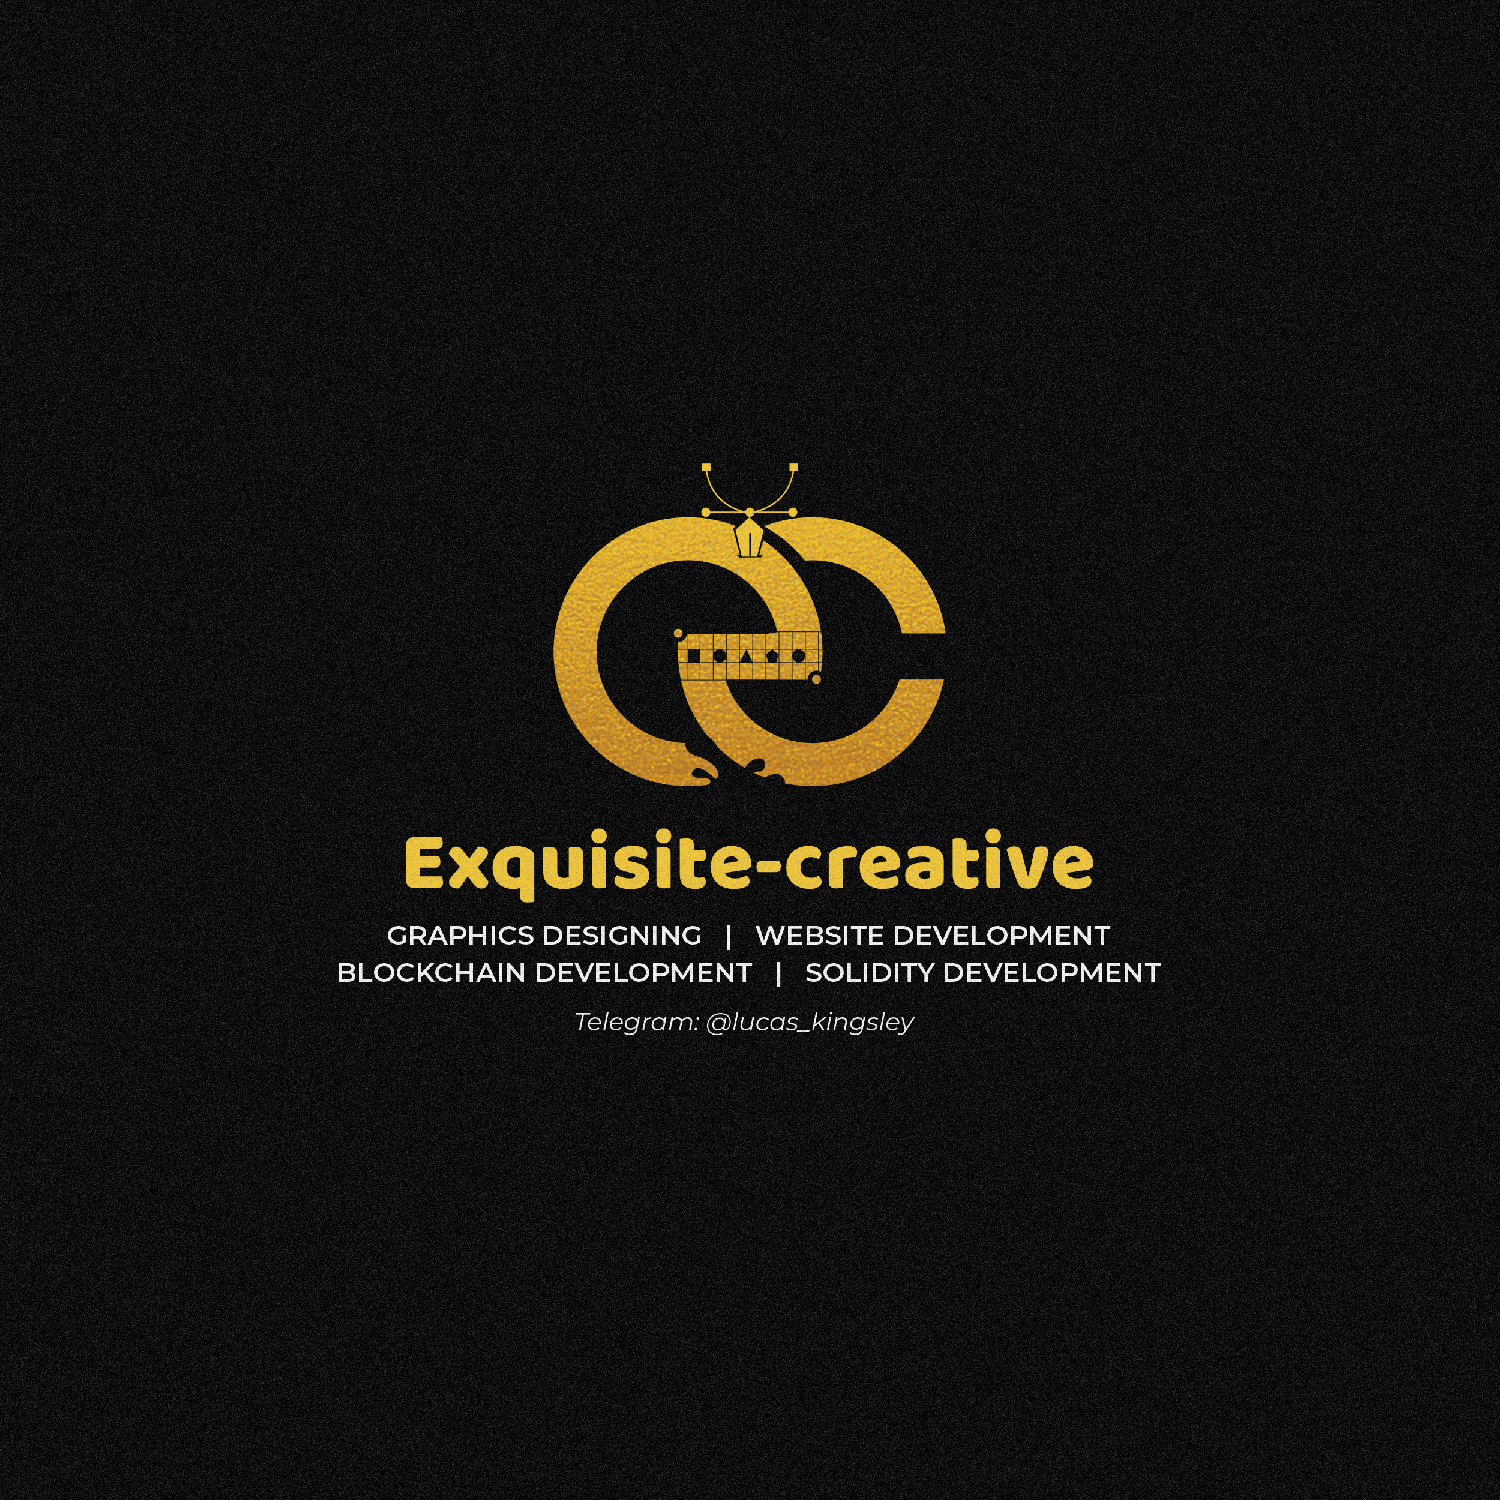 Exquisite-creative
GRAPHICS DESIGNING | WEBSITE DEVELOPMENT
BLOCKCHAIN DEVELOPMENT | SOLIDITY DEVELOPMENT
Telegram: @lucas_kingsley